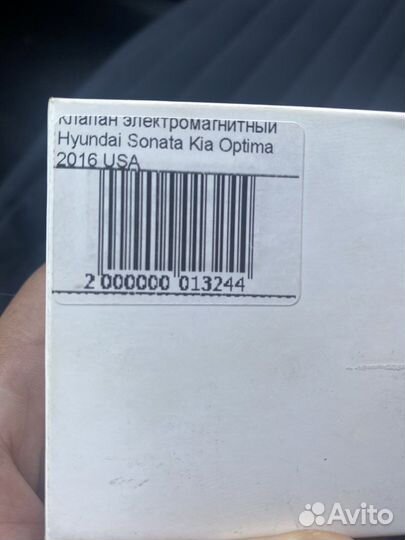 Клапан электромагнитный
Hyundai Sonata Kia Optima
2016 USA
2 000000 013244
Avito